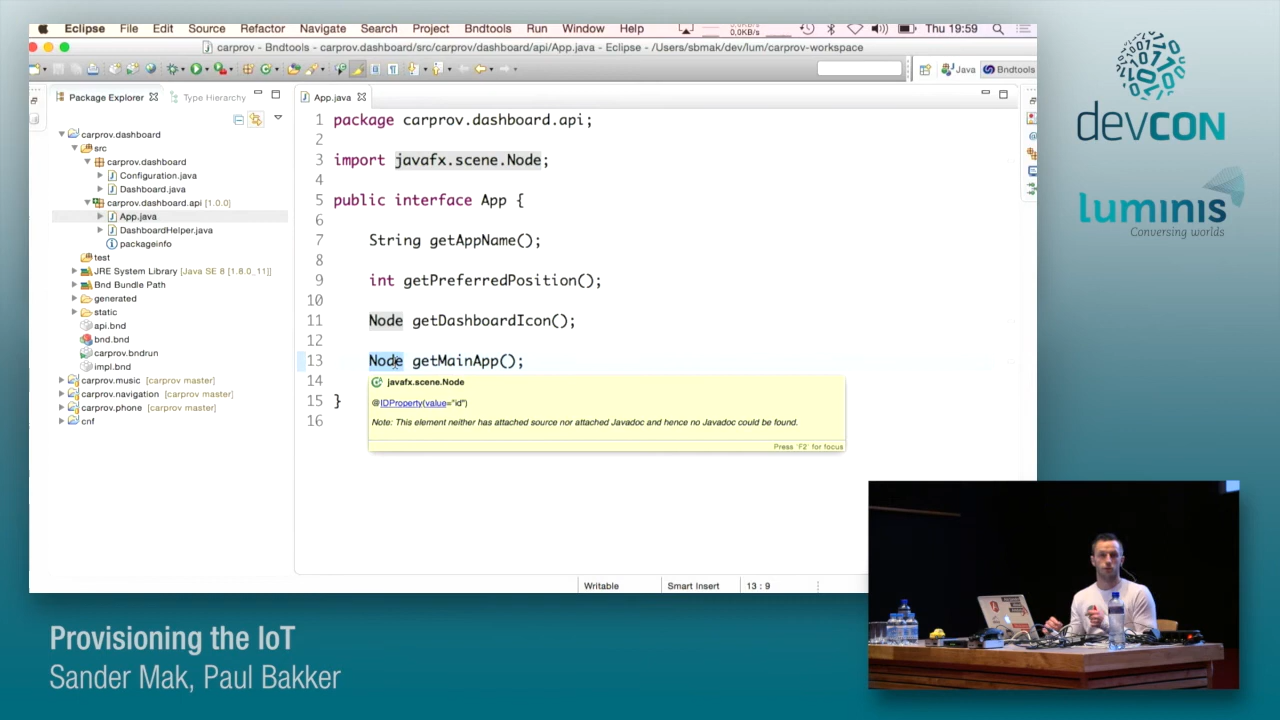 Eclipse File Edit Source Refactor Navigate Search Project Bndtools Run Window Help Thu 19:59
carprov - Bndtools - carprov.dashboard/src/carprov/dashboard/api/App.java - Eclipse - /Users/sbmak/dev/lum/carprov-workspace
Java Bndtools
Package Explorer Type Hierarchy
carprov.dashboard
src
carprov.dashboard
Configuration.java
Dashboard.java
carprov.dashboard.api [1.0.0]
App.java
DashboardHelper.java
packageinfo
test
JRE System Library [Java SE 8 [1.8.0_11]]
Bnd Bundle Path
generated
static
api.bnd
bnd.bnd
carprov.bndrun
impl.bnd
carprov.music (carprov master)
carprov.navigation (carprov master)
carprov.phone (carprov master)
cnf
App.java
1 package carprov.dashboard.api;
2
3 import javafx.scene.Node;
4
5 public interface App {
6
7 String getAppName();
8
9 int getPreferredPosition();
10
11 Node getDashboardIcon();
12
13 Node getMainApp();
14
15 }
16
javafx.scene.Node
@IDProperty(value="id")
Note: This element neither has attached source nor attached Javadoc and hence no Javadoc could be found.
Press 'F2' for focus
Writable Smart Insert 13 : 9
devcon
luminis
Conversing worlds
Provisioning the IoT
Sander Mak, Paul Bakker